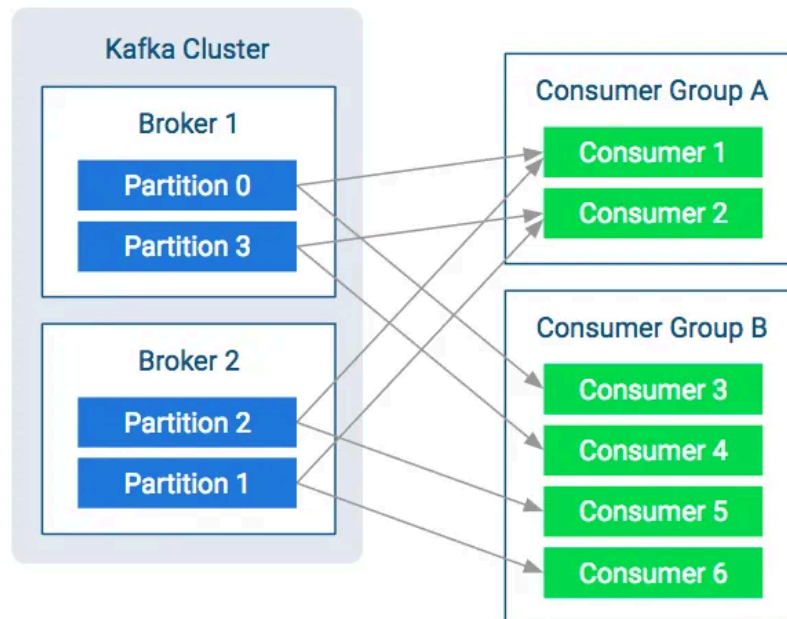 Kafka Cluster
Broker 1
Partition 0
Partition 3
Broker 2
Partition 2
Partition 1
Consumer Group A
Consumer 1
Consumer 2
Consumer Group B
Consumer 3
Consumer 4
Consumer 5
Consumer 6